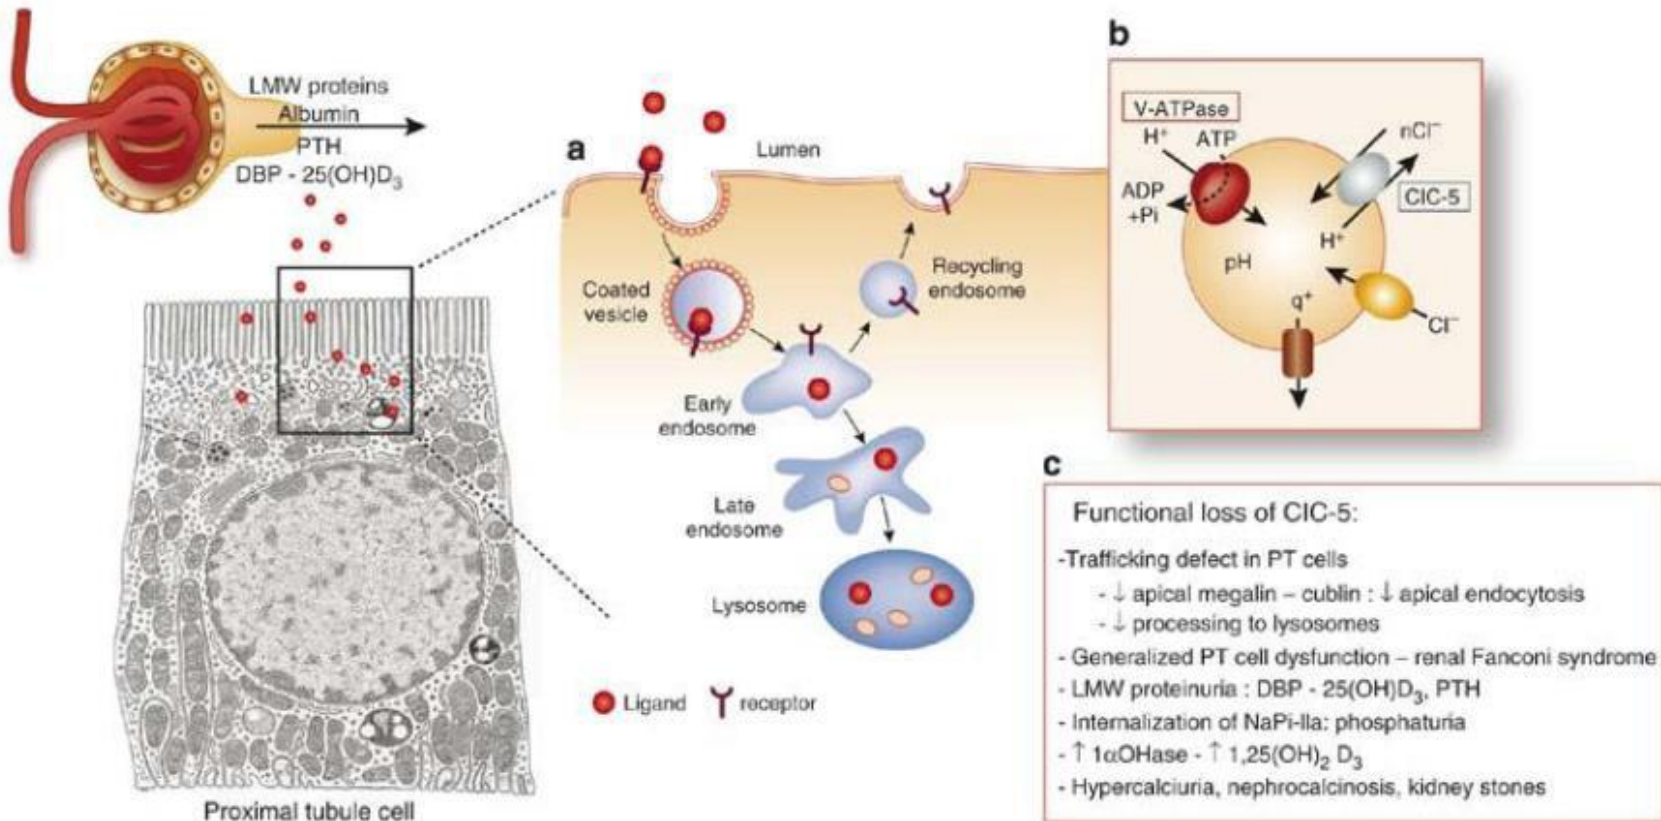 LMW proteins
Albumin
PTH
DBP - 25(OH)D₃
Proximal tubule cell
a
Lumen
Coated
vesicle
Recycling
endosome
Early
endosome
Late
endosome
Lysosome
Ligand
receptor
b
V-ATPase
H⁺
ATP
ADP
+Pi
nCl⁻
ClC-5
H⁺
pH
q⁺
Cl⁻
c
Functional loss of ClC-5:
-Trafficking defect in PT cells
- ↓ apical megalin – cublin : ↓ apical endocytosis
- ↓ processing to lysosomes
- Generalized PT cell dysfunction – renal Fanconi syndrome
- LMW proteinuria : DBP - 25(OH)D₃, PTH
- Internalization of NaPi-IIa: phosphaturia
- ↑ 1αOHase - ↑ 1,25(OH)₂ D₃
- Hypercalciuria, nephrocalcinosis, kidney stones